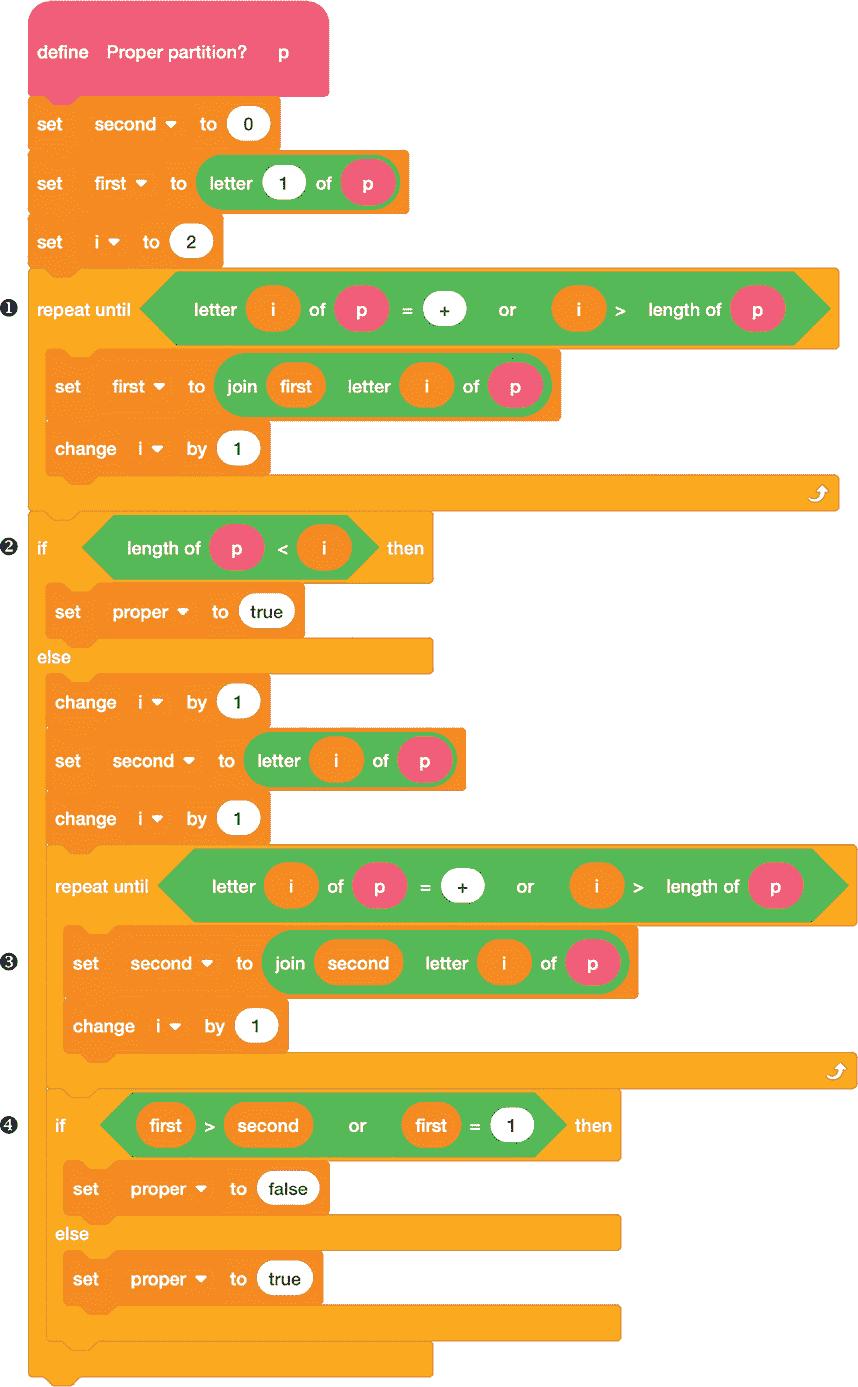 define Proper partition? p
set second to 0
set first to letter 1 of p
set i to 2
❶ repeat until letter i of p = + or i > length of p
set first to join first letter i of p
change i by 1
❷ if length of p < i then
set proper to true
else
change i by 1
set second to letter i of p
change i by 1
repeat until letter i of p = + or i > length of p
❸ set second to join second letter i of p
change i by 1
❹ if first > second or first = 1 then
set proper to false
else
set proper to true